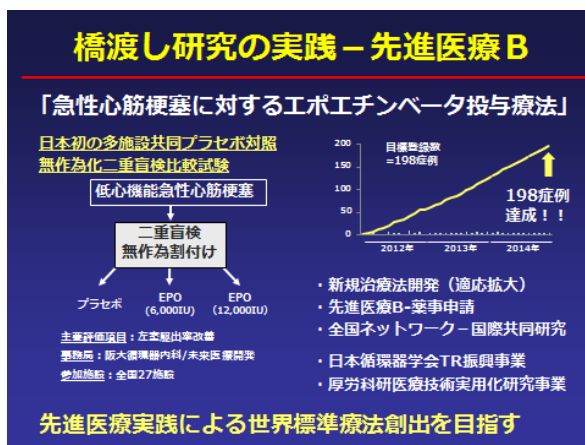 橋渡し研究の実践－先進医療Ｂ
「急性心筋梗塞に対するエポエチンベータ投与療法」
日本初の多施設共同プラセボ対照
無作為化二重盲検比較試験
低心機能急性心筋梗塞
二重盲検
無作為割付け
プラセボ
EPO
(6,000IU)
EPO
(12,000IU)
主要評価項目：左室駆出率改善
事務局：阪大循環器内科/未来医療開発
参加施設：全国27施設
200
150
100
50
0
目標登録数
=198症例
198症例
達成！！
2012年
2013年
2014年
・新規治療法開発（適応拡大）
・先進医療B-薬事申請
・全国ネットワーク－国際共同研究
・日本循環器学会TR振興事業
・厚労科研医療技術実用化研究事業
先進医療実践による世界標準療法創出を目指す